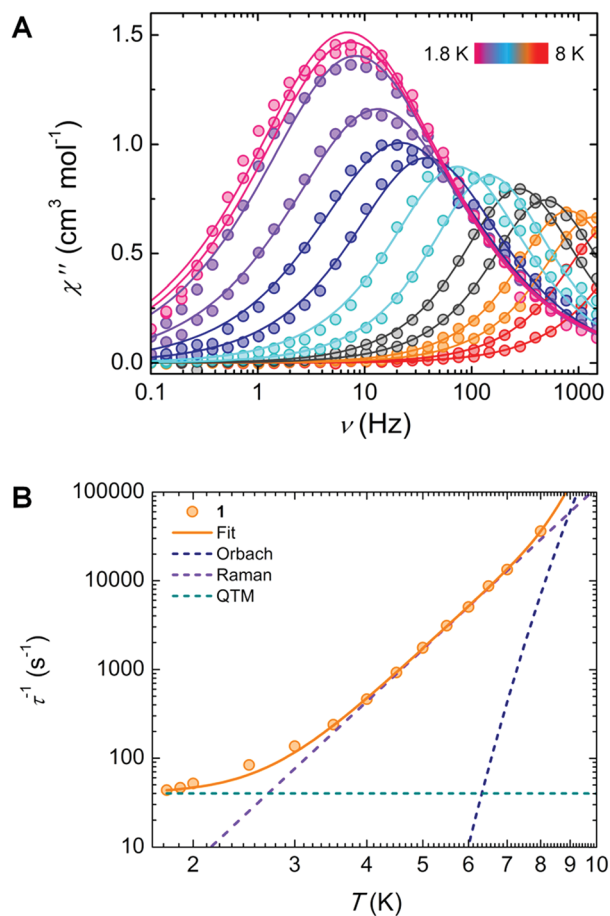 A
1.8 K 8 K
χ″ (cm³ mol⁻¹)
1.5
1.0
0.5
0.0
0.1 1 10 100 1000
ν (Hz)
B
1
Fit
Orbach
Raman
QTM
τ⁻¹ (s⁻¹)
100000
10000
1000
100
10
2 3 4 5 6 7 8 9 10
T (K)